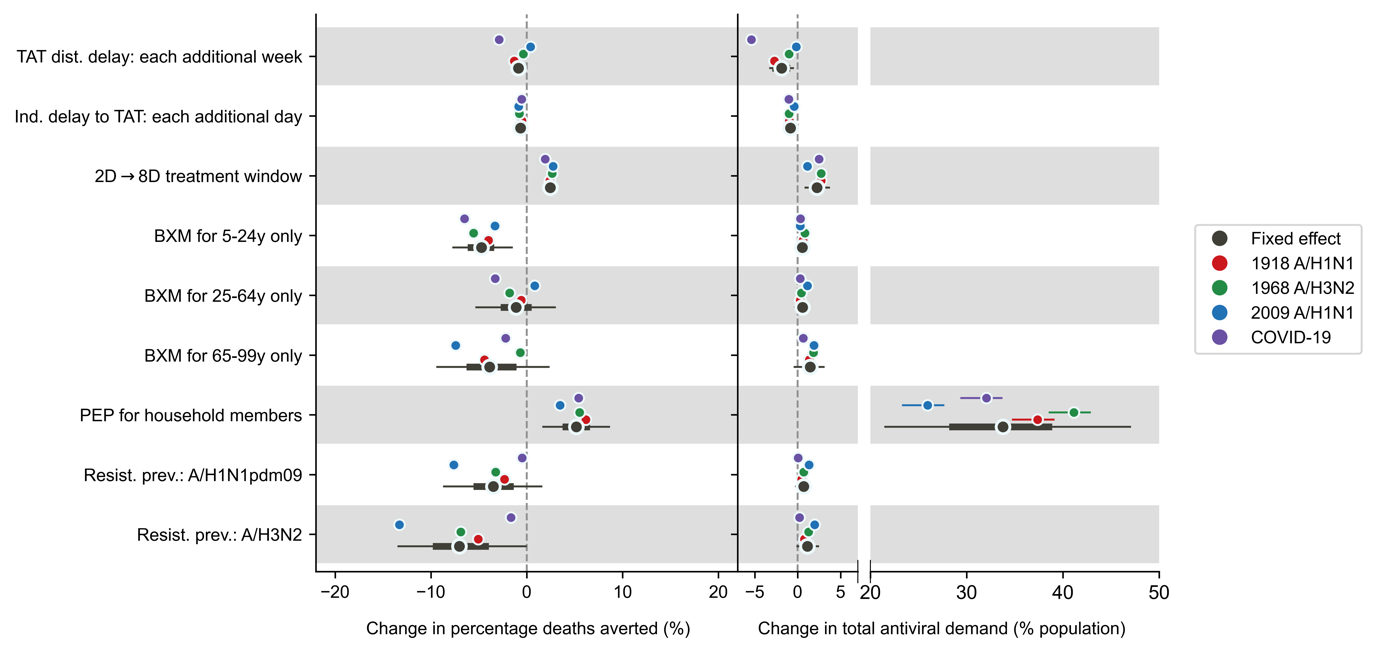 TAT dist. delay: each additional week
Ind. delay to TAT: each additional day
2D → 8D treatment window
BXM for 5-24y only
BXM for 25-64y only
BXM for 65-99y only
PEP for household members
Resist. prev.: A/H1N1pdm09
Resist. prev.: A/H3N2
−20 −10 0 10 20
Change in percentage deaths averted (%)
−5 0 5 20 30 40 50
Change in total antiviral demand (% population)
Fixed effect
1918 A/H1N1
1968 A/H3N2
2009 A/H1N1
COVID-19